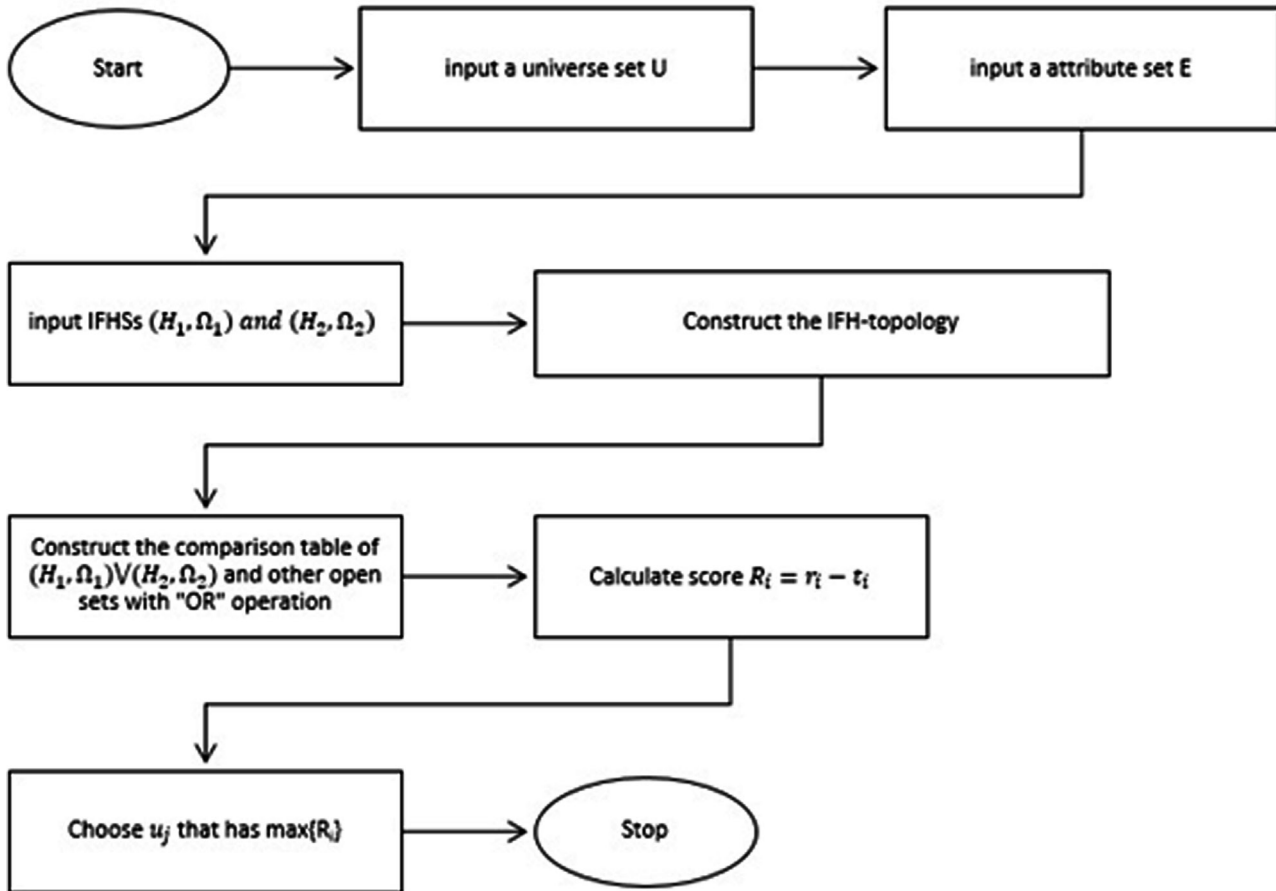 Start
input a universe set U
input a attribute set E
input IFHSs (H₁,Ω₁) and (H₂,Ω₂)
Construct the IFH-topology
Construct the comparison table of
(H₁,Ω₁)⋁(H₂,Ω₂) and other open
sets with "OR" operation
Calculate score Rᵢ = rᵢ − tᵢ
Choose uⱼ that has max{Rᵢ}
Stop